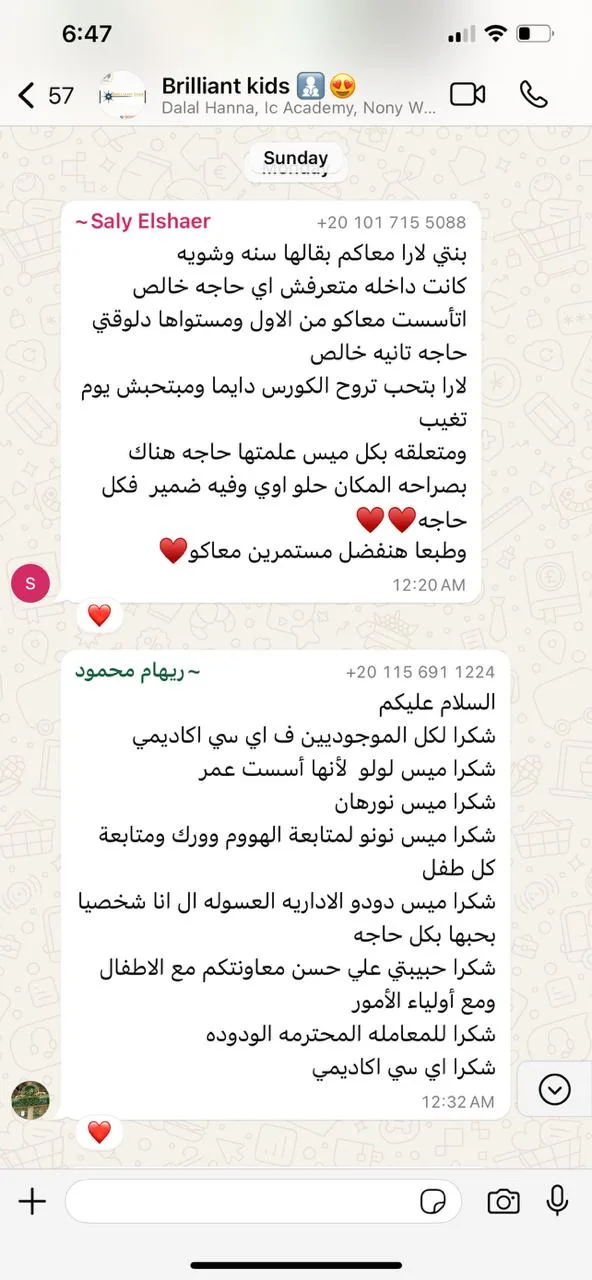 6:47
57
Brilliant kids 🚼😍
Dalal Hanna, Ic Academy, Nony W...
Sunday
~Saly Elshaer
+20 101 715 5088
بنتي لارا معاكم بقالها سنه وشويه
كانت داخله متعرفش اي حاجه خالص
اتأسست معاكو من الاول ومستواها دلوقتي
حاجه تانيه خالص
لارا بتحب تروح الكورس دايما ومبتحبش يوم
تغيب
ومتعلقه بكل ميس علمتها حاجه هناك
بصراحه المكان حلو اوي وفيه ضمير فكل
حاجه♥️♥️
وطبعا هنفضل مستمرين معاكو♥️
12:20 AM
S
❤️
~ريهام محمود
+20 115 691 1224
السلام عليكم
شكرا لكل الموجوديين ف اي سي اكاديمي
شكرا ميس لولو لأنها أسست عمر
شكرا ميس نورهان
شكرا ميس نونو لمتابعة الهووم وورك ومتابعة
كل طفل
شكرا ميس دودو الاداريه العسوله ال انا شخصيا
بحبها بكل حاجه
شكرا حبيبتي علي حسن معاونتكم مع الاطفال
ومع أولياء الأمور
شكرا للمعامله المحترمه الودوده
شكرا اي سي اكاديمي
12:32 AM
❤️